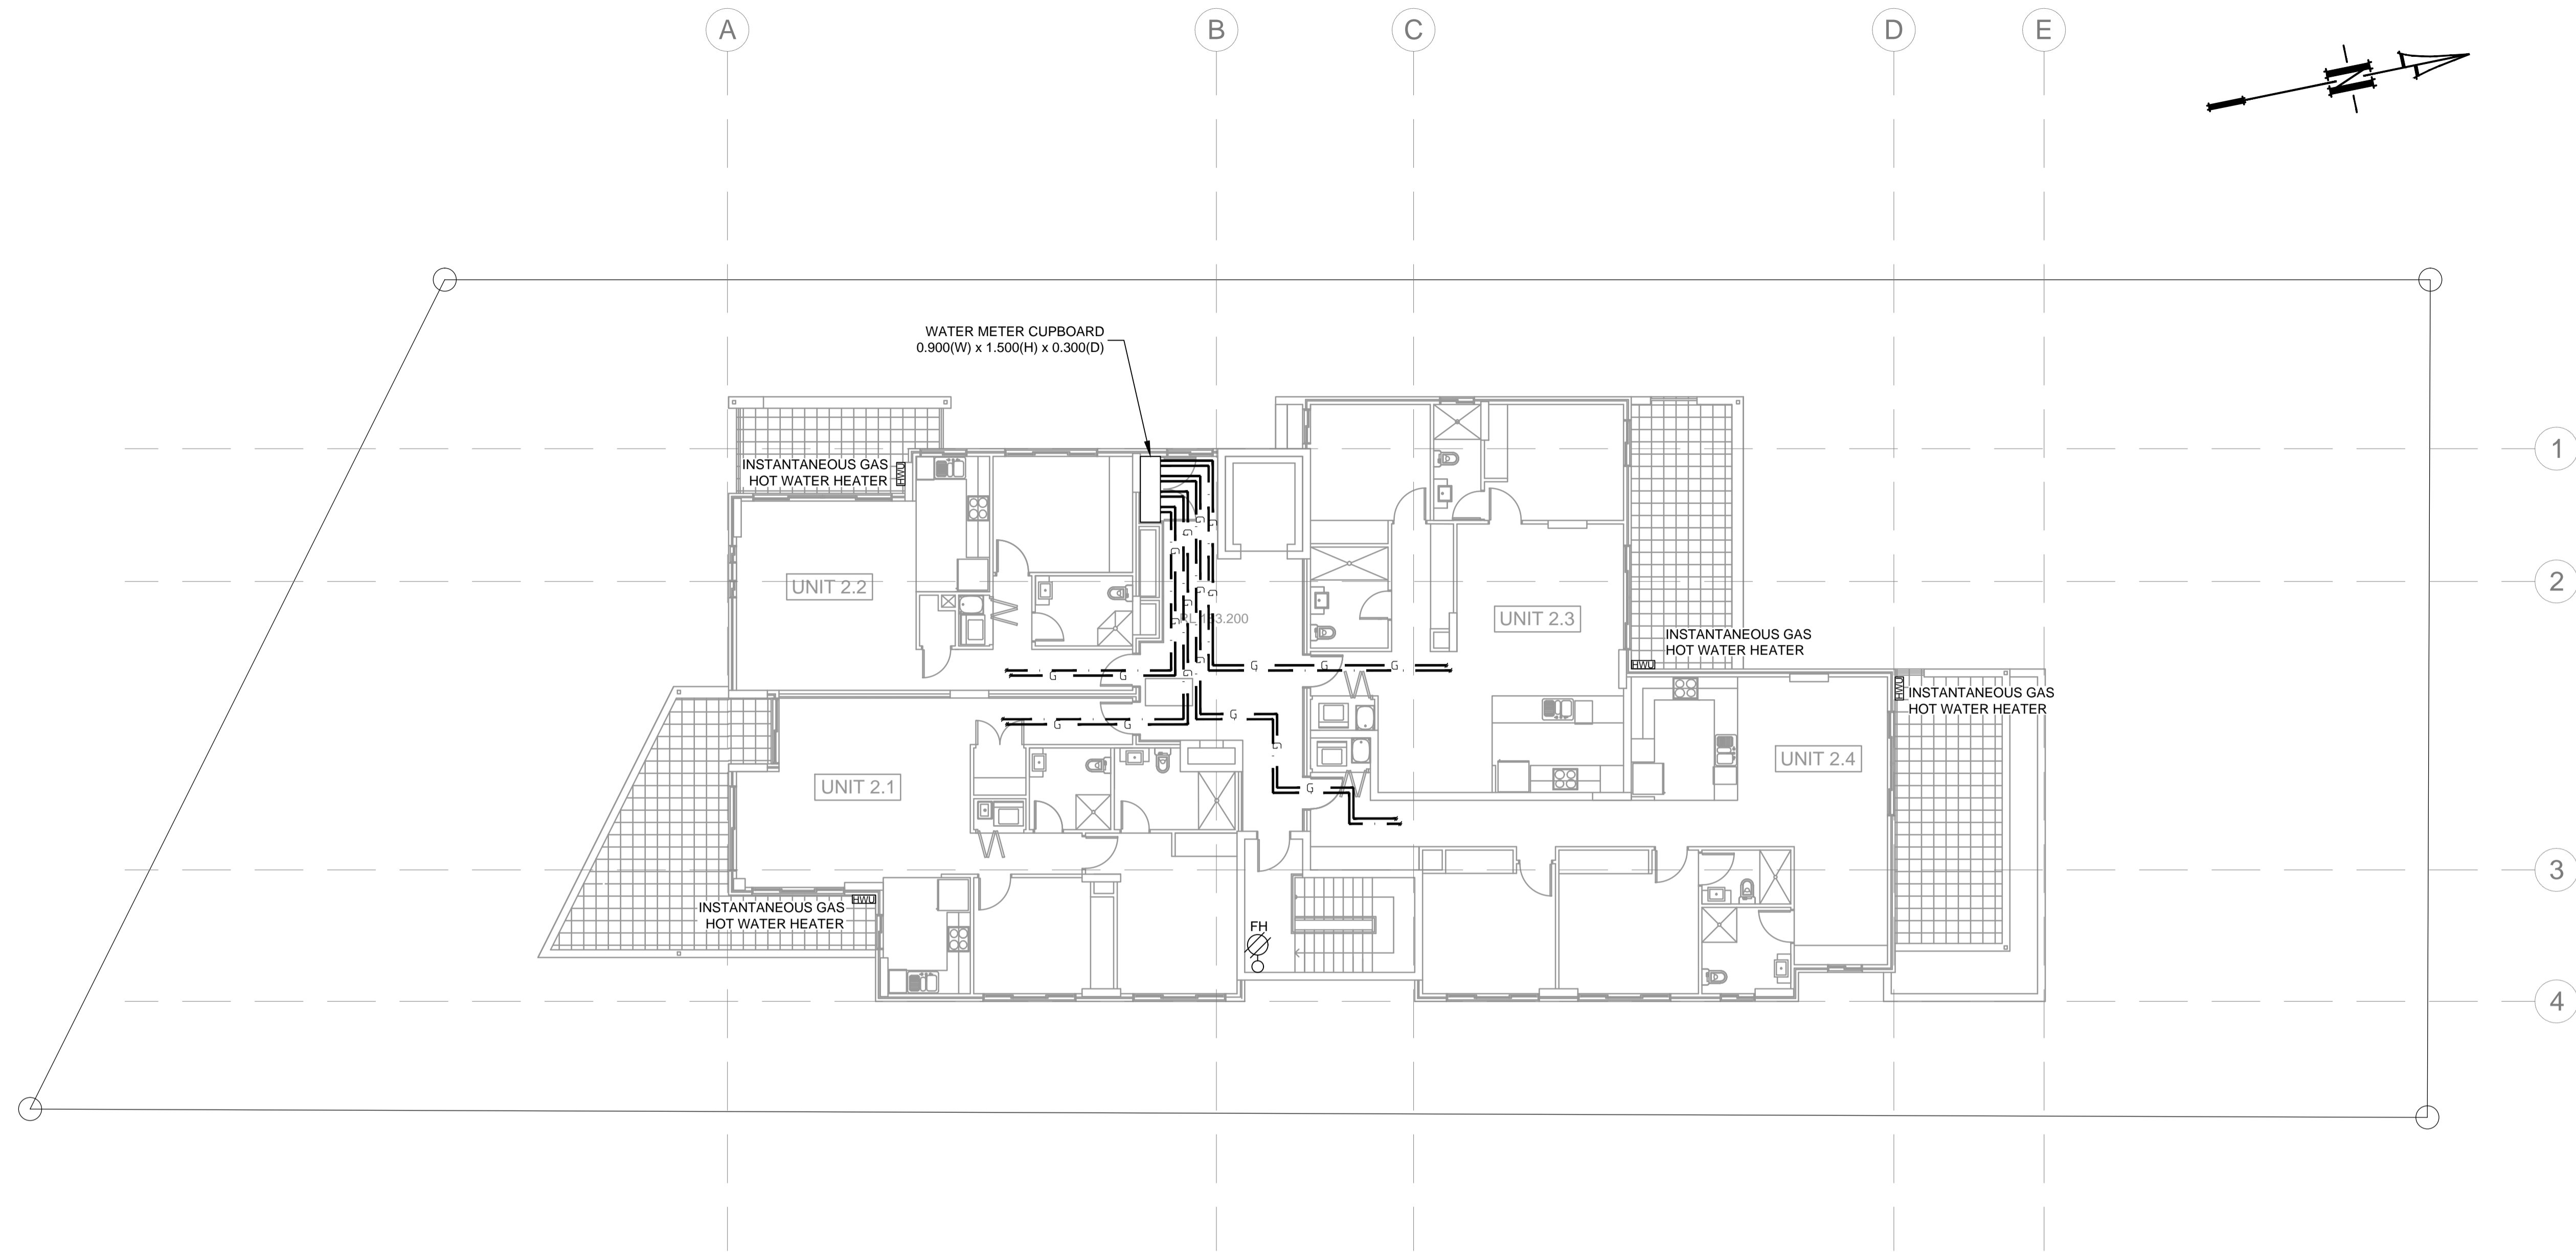 A
B
C
D
E
N
WATER METER CUPBOARD
0.900(W) x 1.500(H) x 0.300(D)
1
INSTANTANEOUS GAS
HOT WATER HEATER
HWU
G
G
G
G
G
G
2
UNIT 2.2
G
G
G
UNIT 2.3
INSTANTANEOUS GAS
HOT WATER HEATER
HWU
G
G
G
G
G
G
G
HWU
INSTANTANEOUS GAS
HOT WATER HEATER
G
G
G
G
UNIT 2.1
UNIT 2.4
G
3
INSTANTANEOUS GAS
HOT WATER HEATER
HWU
FH
4